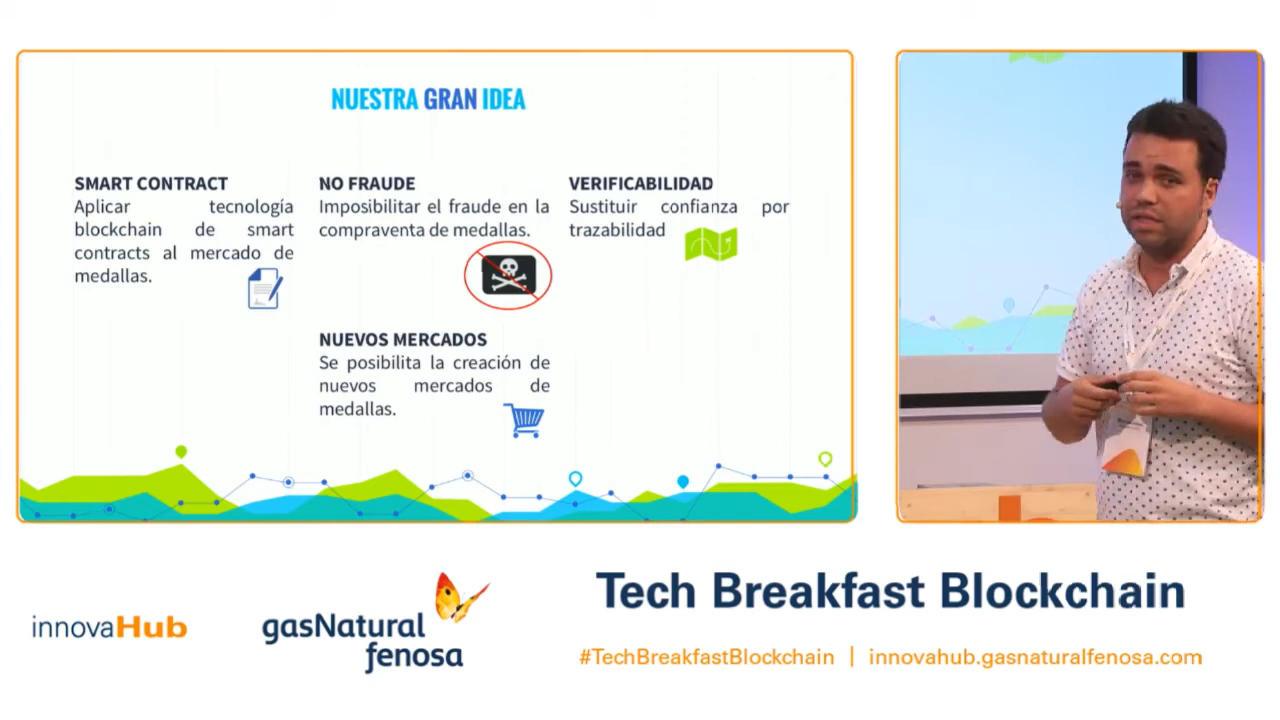 NUESTRA GRAN IDEA
SMART CONTRACT
Aplicar tecnología
blockchain de smart
contracts al mercado de
medallas.
NO FRAUDE
Imposibilitar el fraude en la
compraventa de medallas.
VERIFICABILIDAD
Sustituir confianza por
trazabilidad
NUEVOS MERCADOS
Se posibilita la creación de
nuevos mercados de
medallas.
innovaHub
gasNatural
fenosa
Tech Breakfast Blockchain
#TechBreakfastBlockchain | innovahub.gasnaturalfenosa.com